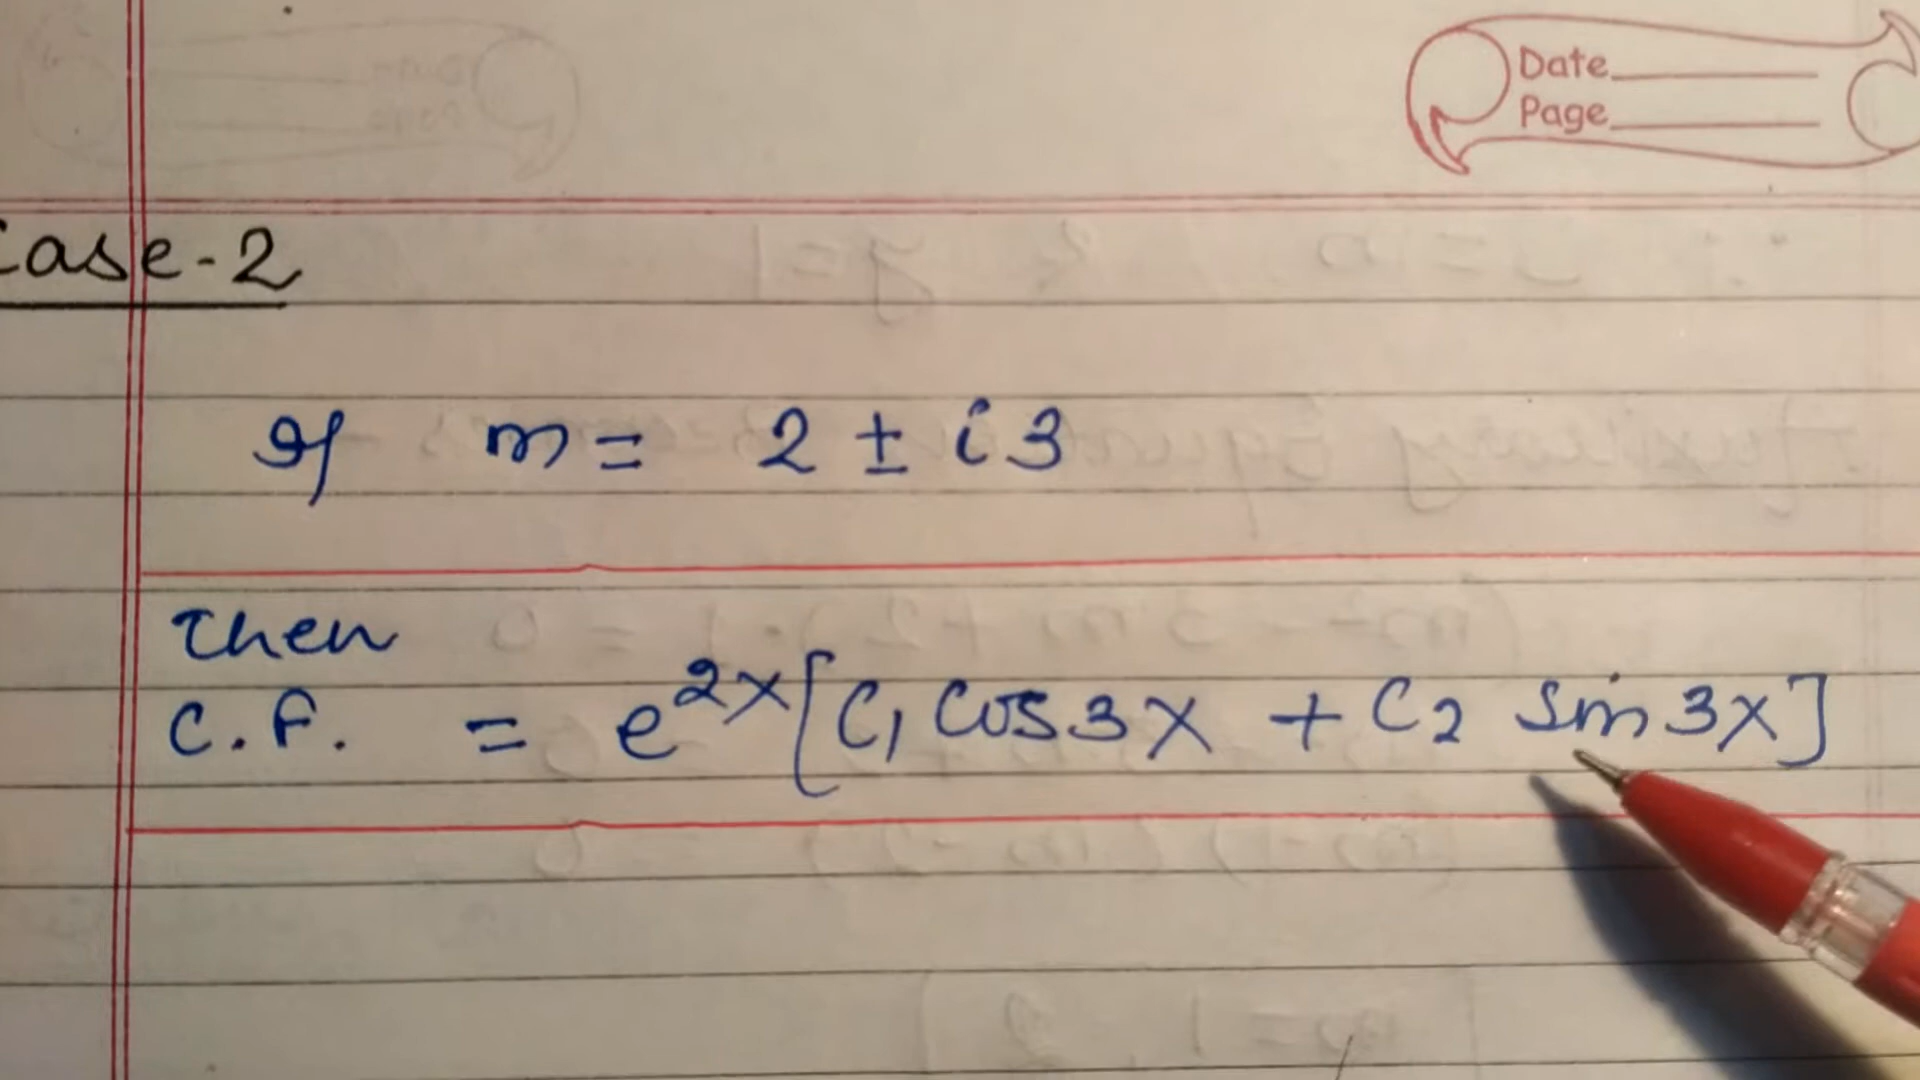 Date
Page
Case-2
If m = 2 ± i3
Then
C.F. = e^2x [C1 Cos3x + C2 Sin3x]